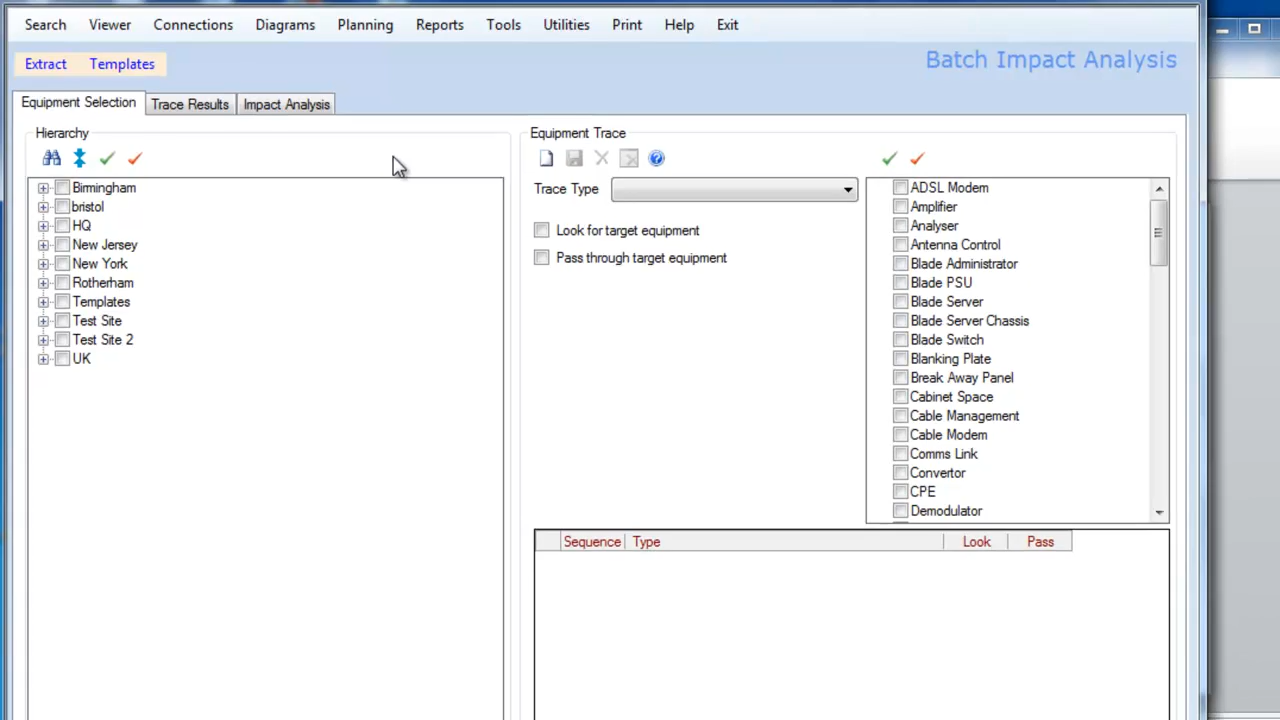 Search Viewer Connections Diagrams Planning Reports Tools Utilities Print Help Exit
Extract Templates
Batch Impact Analysis
Equipment Selection Trace Results Impact Analysis
Hierarchy
Birmingham
bristol
HQ
New Jersey
New York
Rotherham
Templates
Test Site
Test Site 2
UK
Equipment Trace
Trace Type
Look for target equipment
Pass through target equipment
ADSL Modem
Amplifier
Analyser
Antenna Control
Blade Administrator
Blade PSU
Blade Server
Blade Server Chassis
Blade Switch
Blanking Plate
Break Away Panel
Cabinet Space
Cable Management
Cable Modem
Comms Link
Convertor
CPE
Demodulator
Sequence Type Look Pass